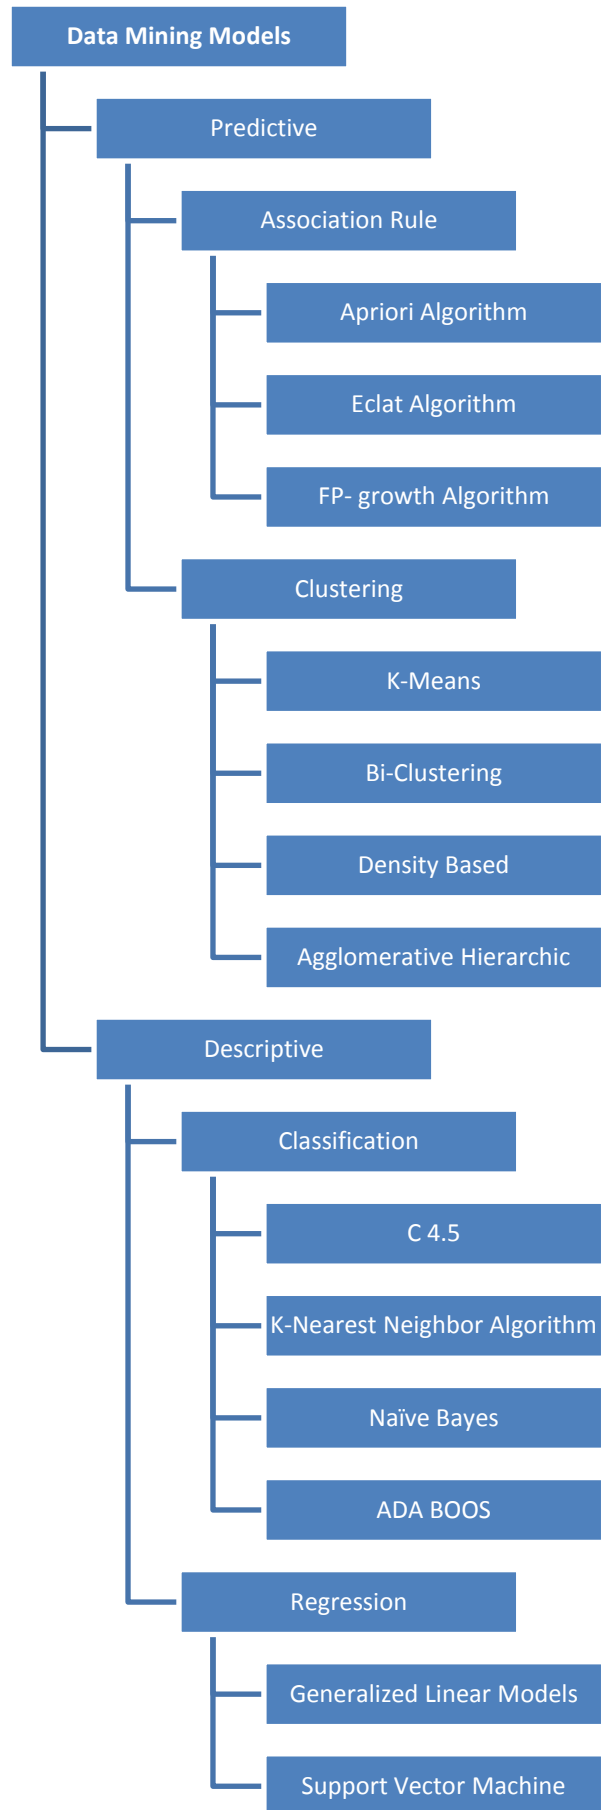 Data Mining Models
Predictive
Association Rule
Apriori Algorithm
Eclat Algorithm
FP- growth Algorithm
Clustering
K-Means
Bi-Clustering
Density Based
Agglomerative Hierarchic
Descriptive
Classification
C 4.5
K-Nearest Neighbor Algorithm
Naïve Bayes
ADA BOOS
Regression
Generalized Linear Models
Support Vector Machine